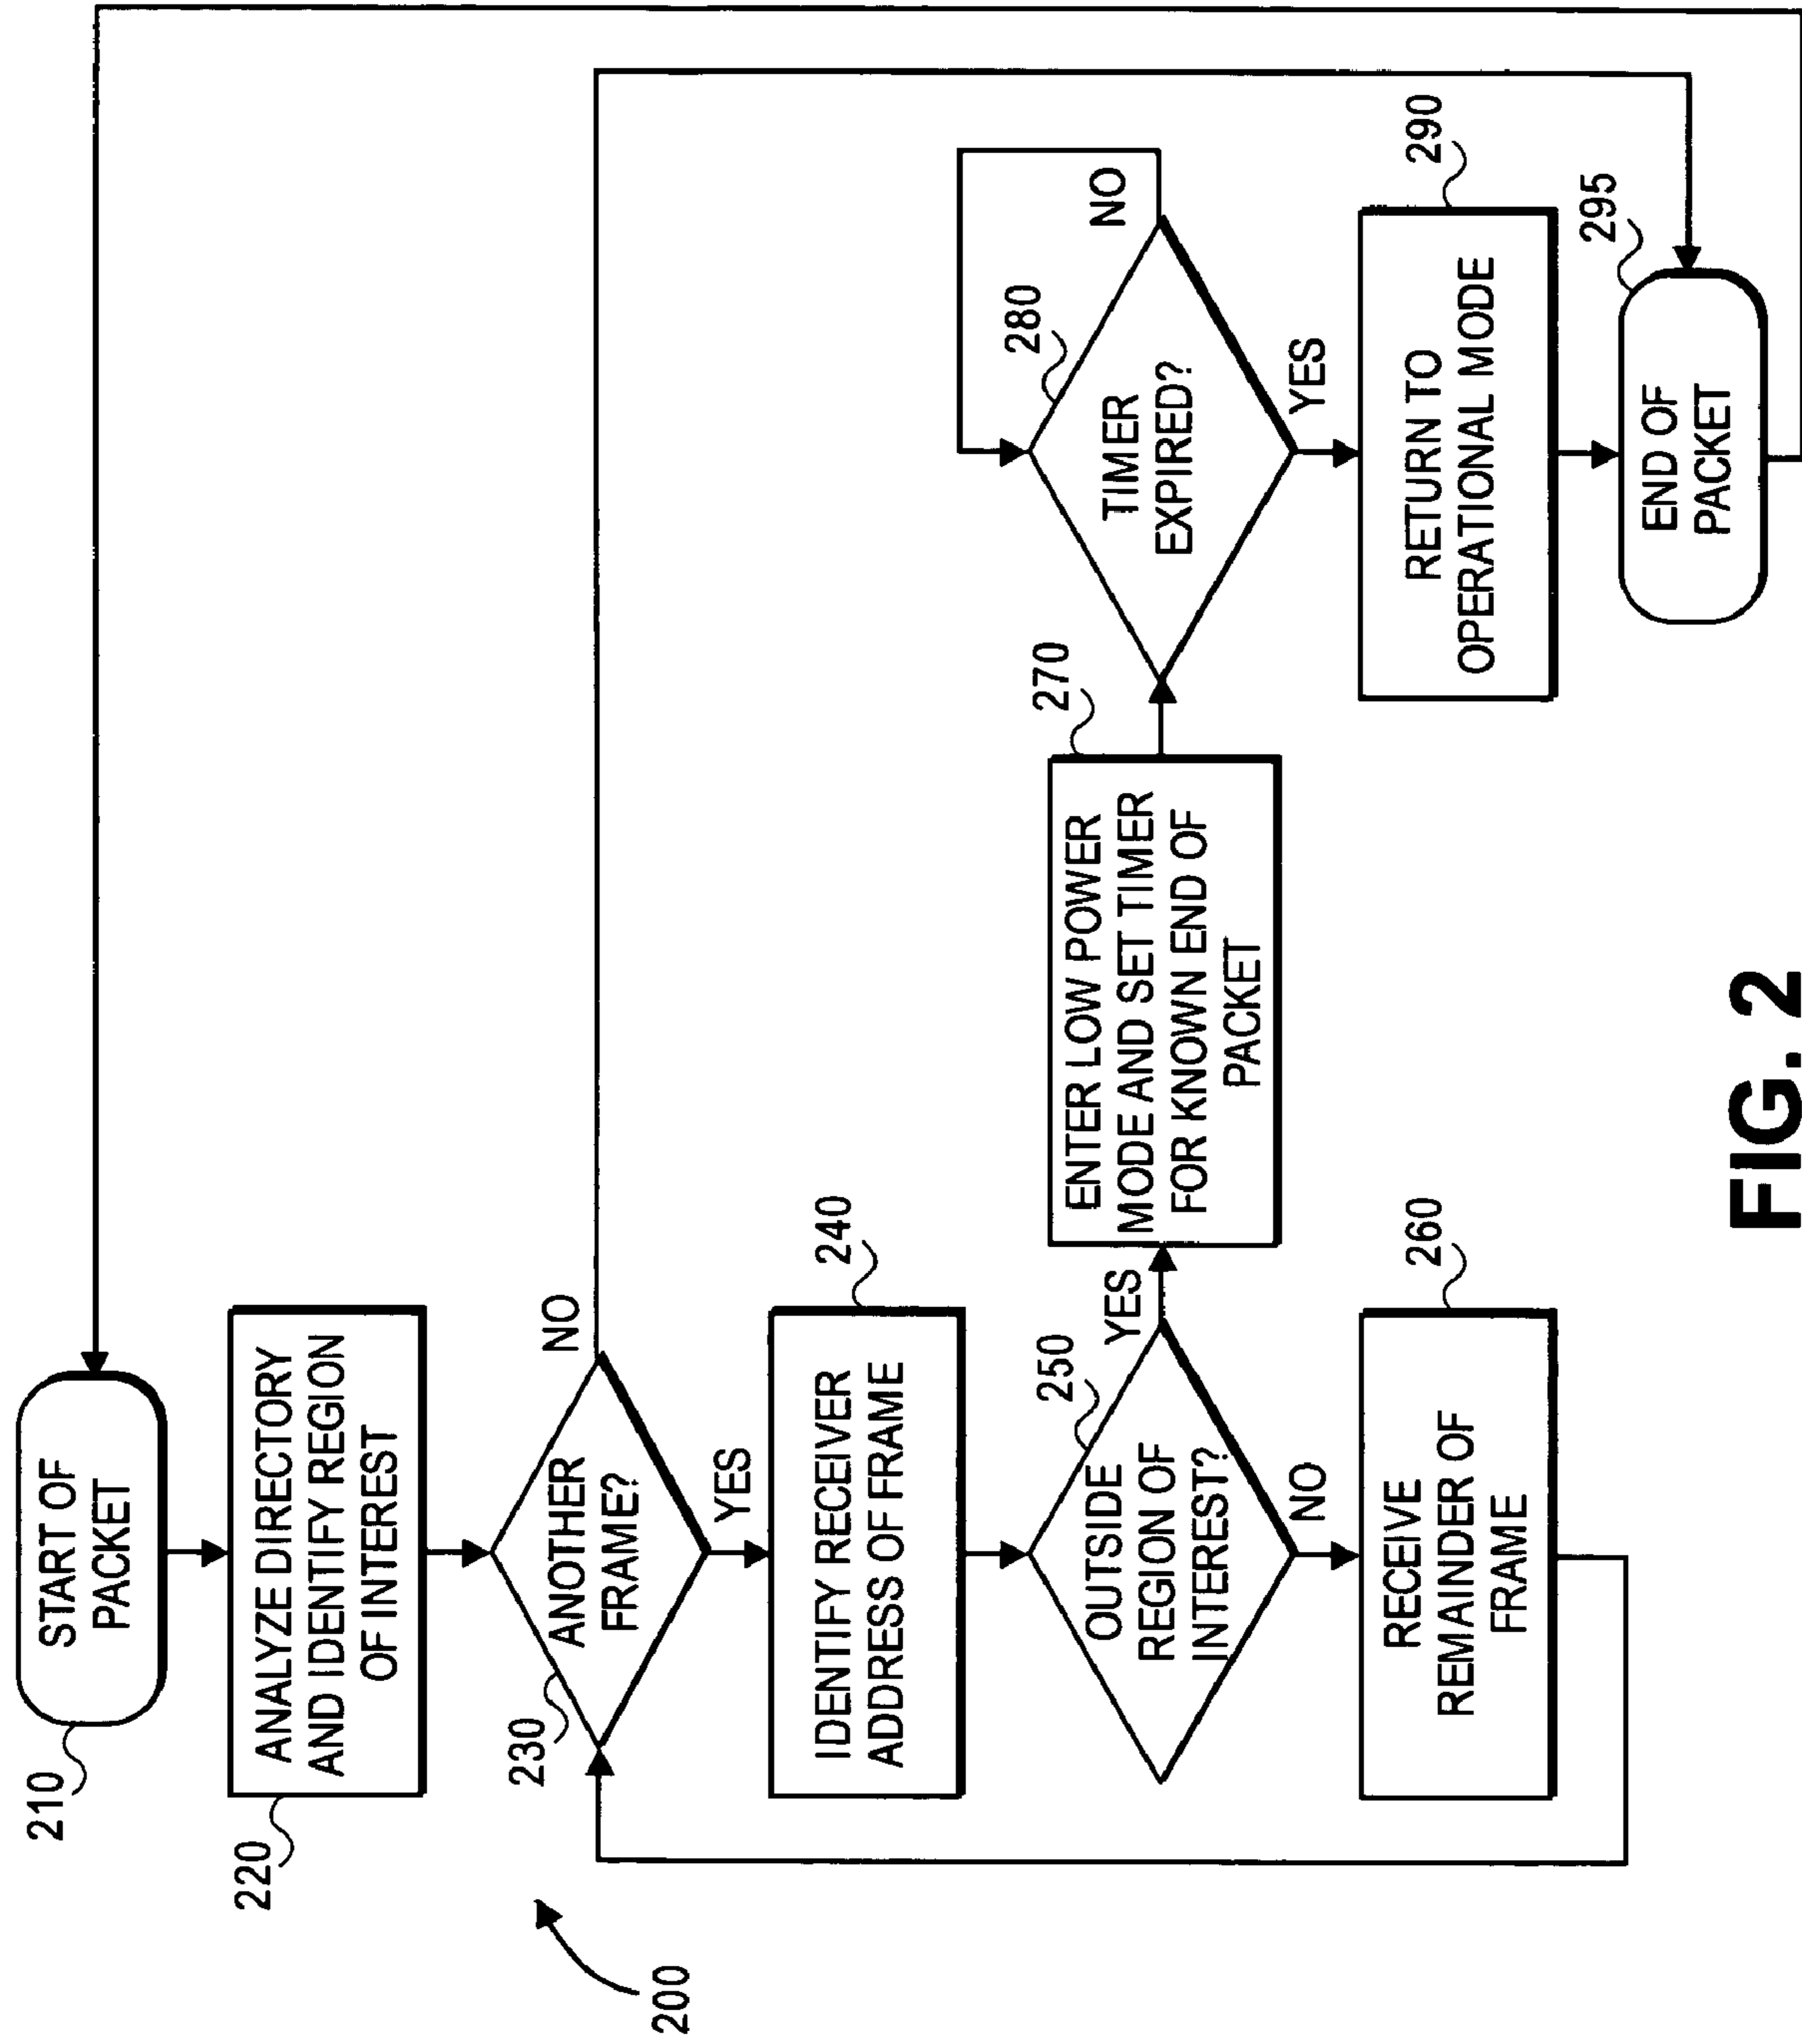 210
START OF
PACKET
220
ANALYZE DIRECTORY
AND IDENTIFY REGION
OF INTEREST
230
ANOTHER
FRAME?
NO
YES
240
IDENTIFY RECEIVER
ADDRESS OF FRAME
250
OUTSIDE
REGION OF
INTEREST?
YES
NO
260
RECEIVE
REMAINDER OF
FRAME
270
ENTER LOW POWER
MODE AND SET TIMER
FOR KNOWN END OF
PACKET
280
TIMER
EXPIRED?
NO
YES
290
RETURN TO
OPERATIONAL MODE
295
END OF
PACKET
200
FIG. 2